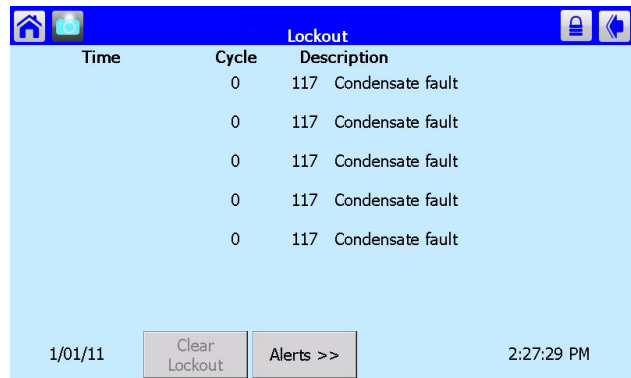 Lockout
Time Cycle Description
0 117 Condensate fault
0 117 Condensate fault
0 117 Condensate fault
0 117 Condensate fault
0 117 Condensate fault
1/01/11 Clear Lockout Alerts >> 2:27:29 PM